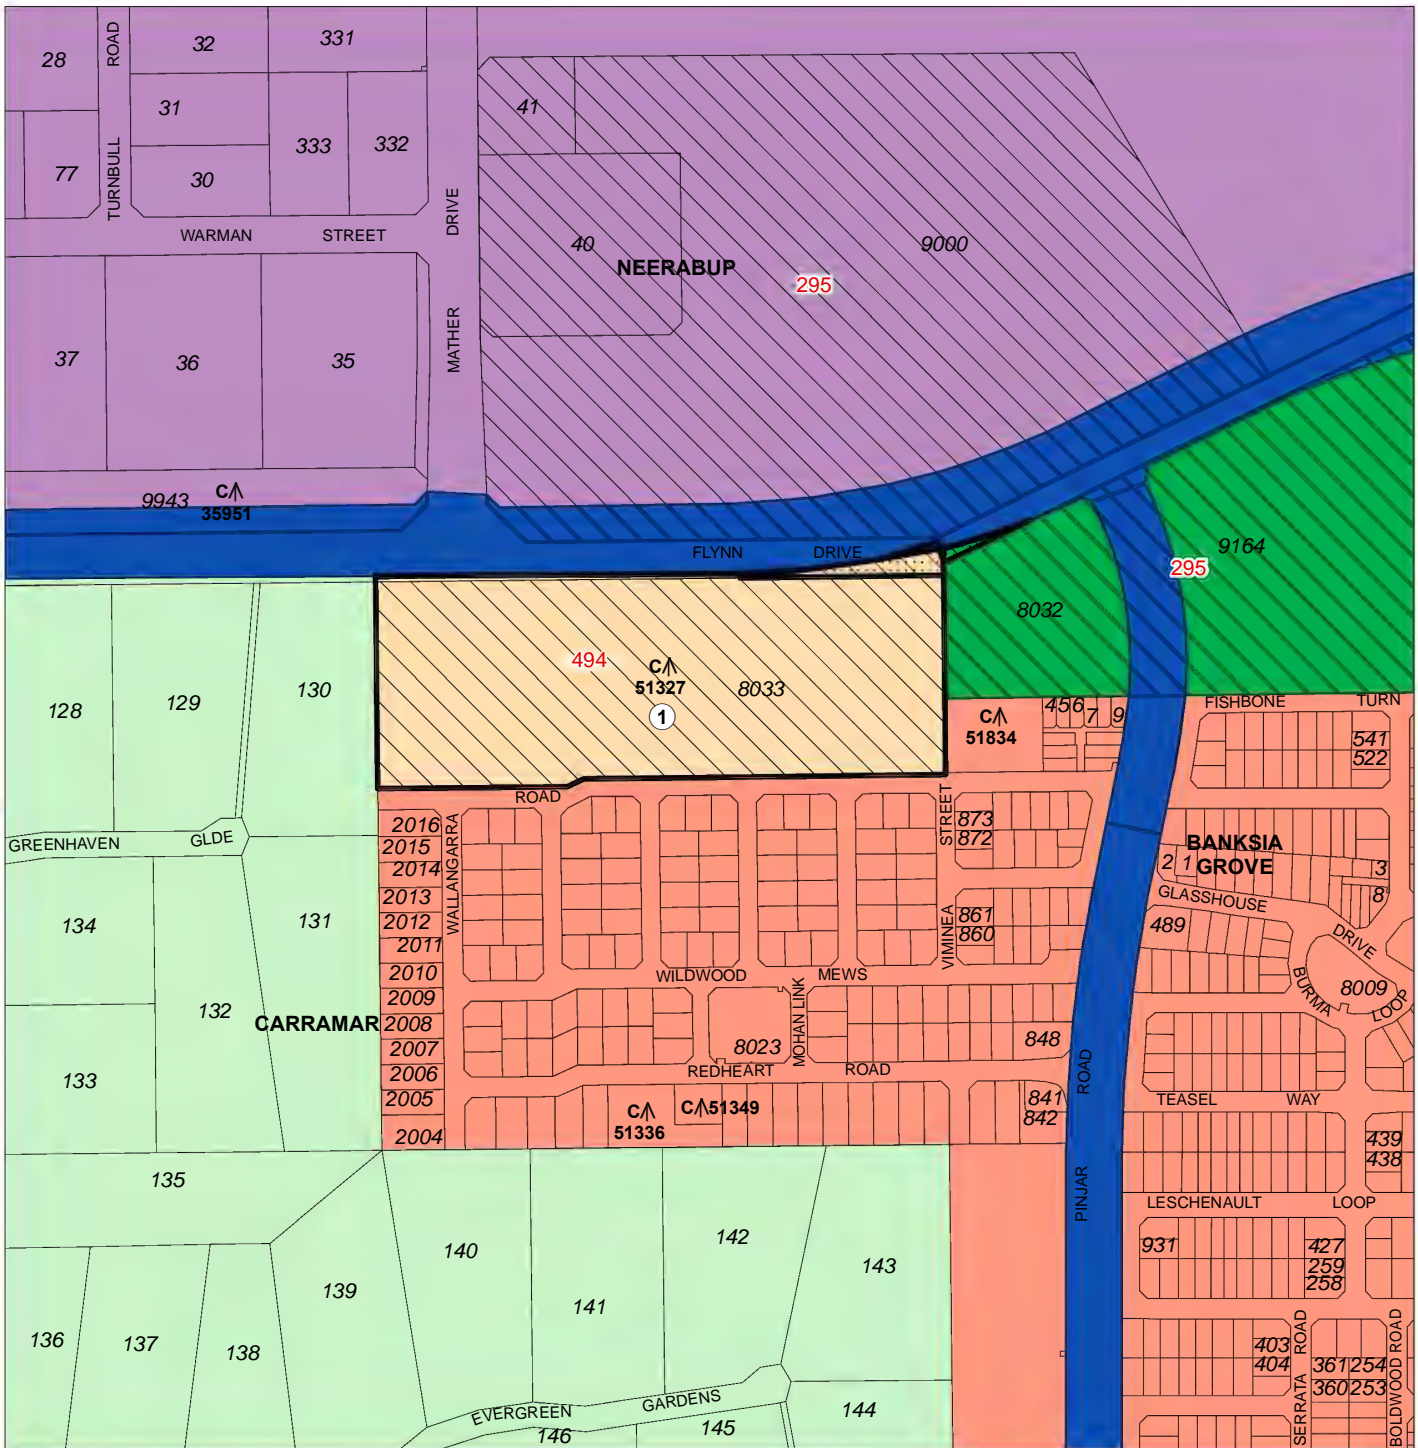 28
ROAD
32
331
31
41
333
332
77
TURNBULL
30
DRIVE
WARMAN STREET
40
9000
NEERABUP
295
MATHER
37
36
35
9943
C
35951
FLYNN DRIVE
9164
295
8032
494
C
51327
8033
1
128
129
130
C
51834
456
7
9
FISHBONE TURN
541
522
ROAD
2016
2015
2014
2013
2012
2011
2010
2009
2008
2007
2006
2005
2004
WALLANGARRA
STREET
873
872
GREENHAVEN GLDE
BANKSIA
GROVE
2
1
3
8
GLASSHOUSE
DRIVE
134
131
VIMINEA
861
860
489
WILDWOOD MEWS
BURMA
LOOP
8009
132
CARRAMAR
MOHAN LINK
8023
848
133
REDHEART ROAD
PINJAR ROAD
C
51336
C51349
841
842
TEASEL WAY
439
438
135
LESCHENAULT LOOP
140
142
143
931
427
259
258
139
141
136
137
138
403
404
SERRATA ROAD
361
254
360
253
BOLDWOOD ROAD
EVERGREEN GARDENS
144
145
146